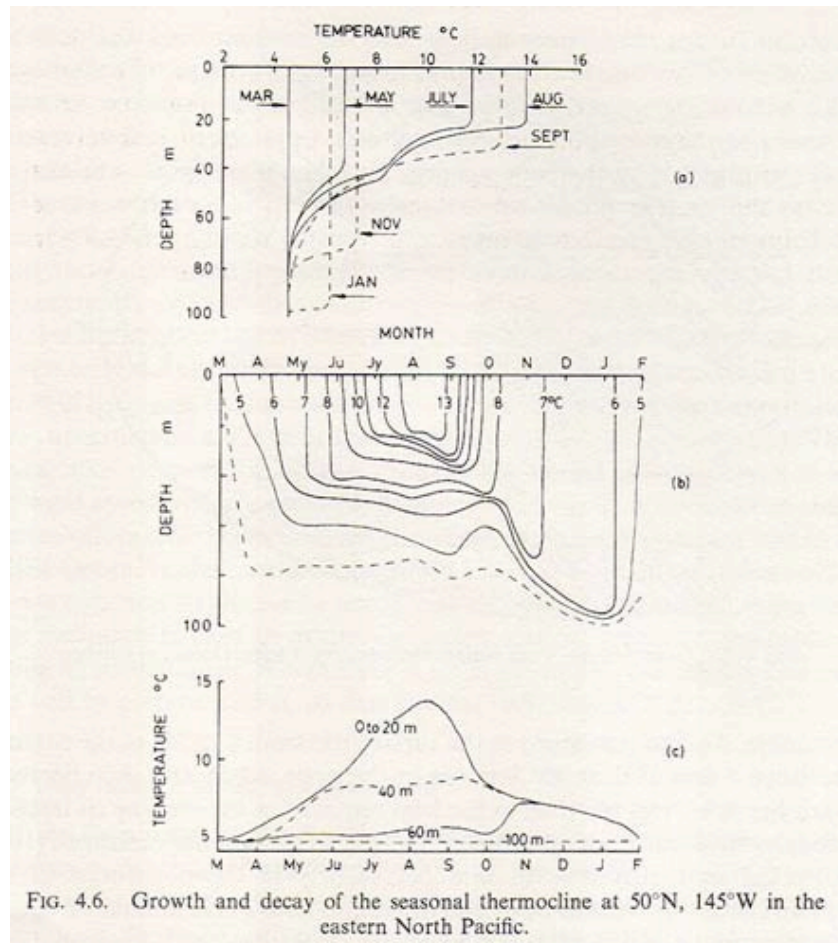 TEMPERATURE °C
2 4 6 8 10 12 14 16
0
MAR MAY JULY AUG
20
SEPT
40
(a)
60
NOV
80
JAN
100
DEPTH m
MONTH
M A My Ju Jy A S O N D J F
0
5 6 7 8 10 12 13 8 7°C 6 5
DEPTH m
(b)
100
15
TEMPERATURE °C
0 to 20 m
(c)
10
40 m
60 m
100 m
5
M A My Ju Jy A S O N D J F
FIG. 4.6. Growth and decay of the seasonal thermocline at 50°N, 145°W in the
eastern North Pacific.